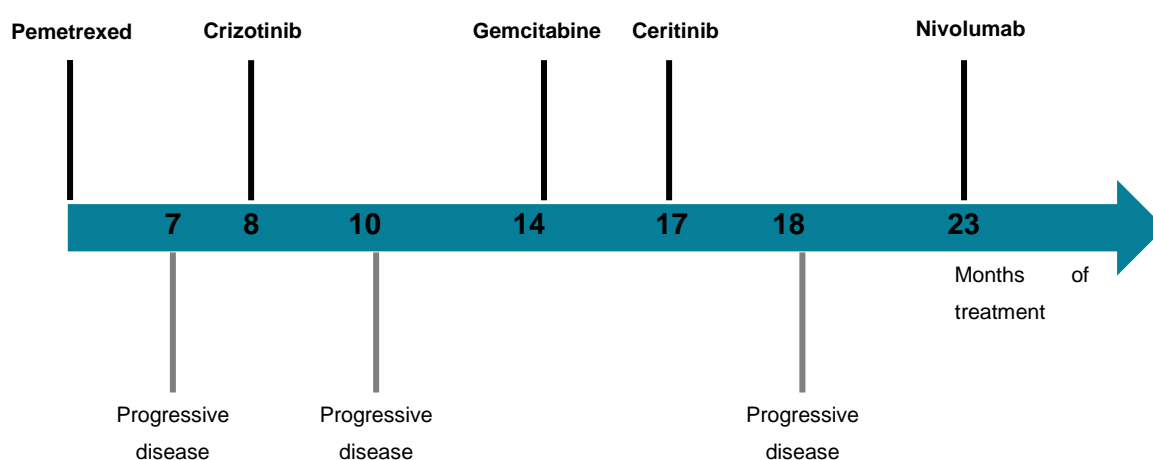 Pemetrexed Crizotinib Gemcitabine Ceritinib Nivolumab
7 8 10 14 17 18 23
Months of
treatment
Progressive Progressive Progressive
disease disease disease